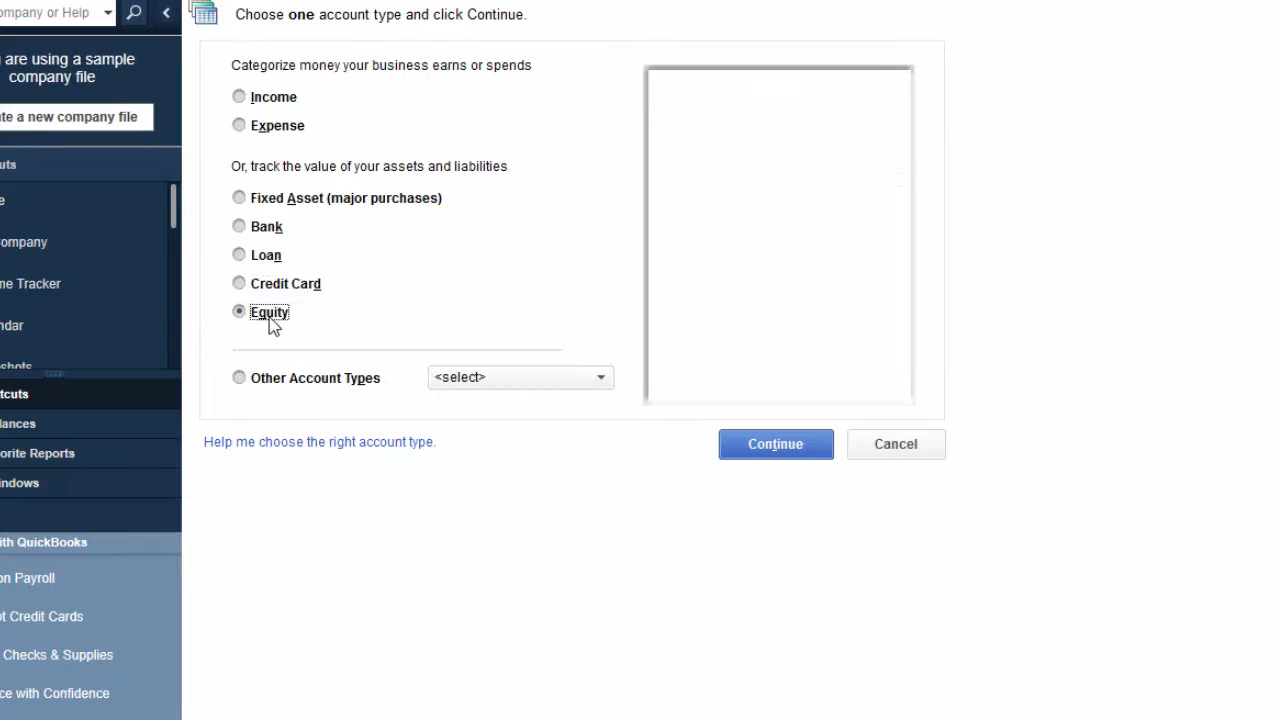 ompany or Help
are using a sample
company file
te a new company file
uts
e
ompany
me Tracker
ndar
shots
tcuts
lances
orite Reports
indows
ith QuickBooks
on Payroll
ot Credit Cards
Checks & Supplies
ce with Confidence
Choose one account type and click Continue.
Categorize money your business earns or spends
Income
Expense
Or, track the value of your assets and liabilities
Fixed Asset (major purchases)
Bank
Loan
Credit Card
Equity
Other Account Types <select>
Help me choose the right account type.
Continue Cancel